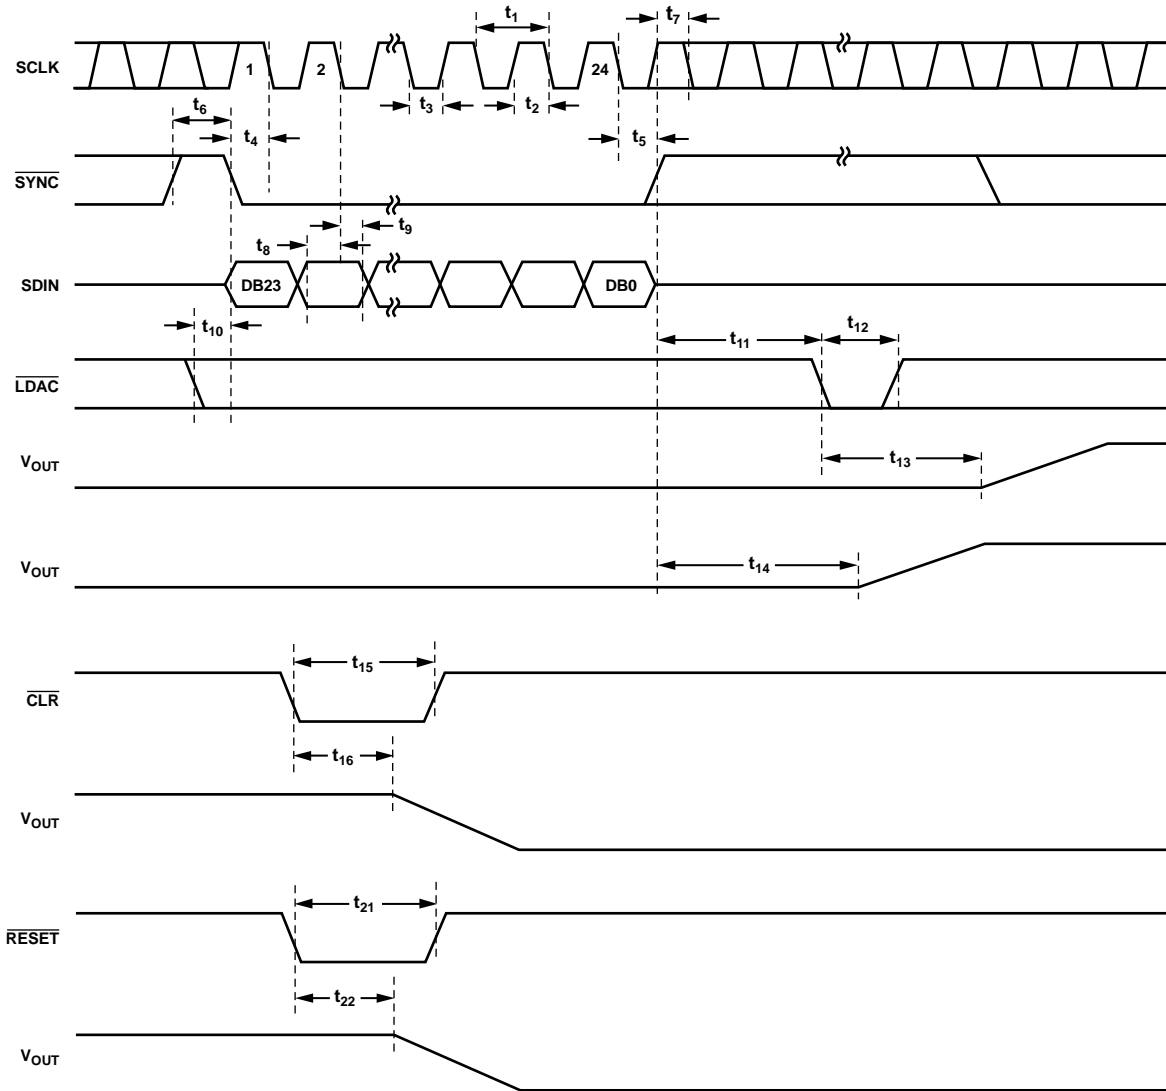 t1
t7
SCLK
1
2
24
t3
t2
t6
t4
t5
SYNC
t9
t8
SDIN
DB23
DB0
t10
t11
t12
LDAC
VOUT
t13
VOUT
t14
t15
CLR
t16
VOUT
t21
RESET
t22
VOUT